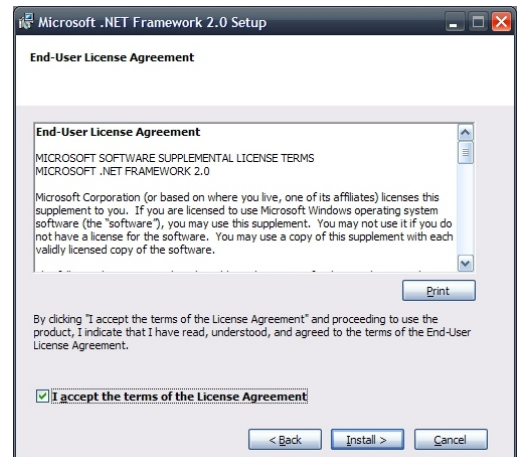 Microsoft .NET Framework 2.0 Setup
End-User License Agreement
End-User License Agreement
MICROSOFT SOFTWARE SUPPLEMENTAL LICENSE TERMS
MICROSOFT .NET FRAMEWORK 2.0
Microsoft Corporation (or based on where you live, one of its affiliates) licenses this
supplement to you. If you are licensed to use Microsoft Windows operating system
software (the "software"), you may use this supplement. You may not use it if you do
not have a license for the software. You may use a copy of this supplement with each
validly licensed copy of the software.
Print
By clicking "I accept the terms of the License Agreement" and proceeding to use the
product, I indicate that I have read, understood, and agreed to the terms of the End-User
License Agreement.
I accept the terms of the License Agreement
< Back Install > Cancel